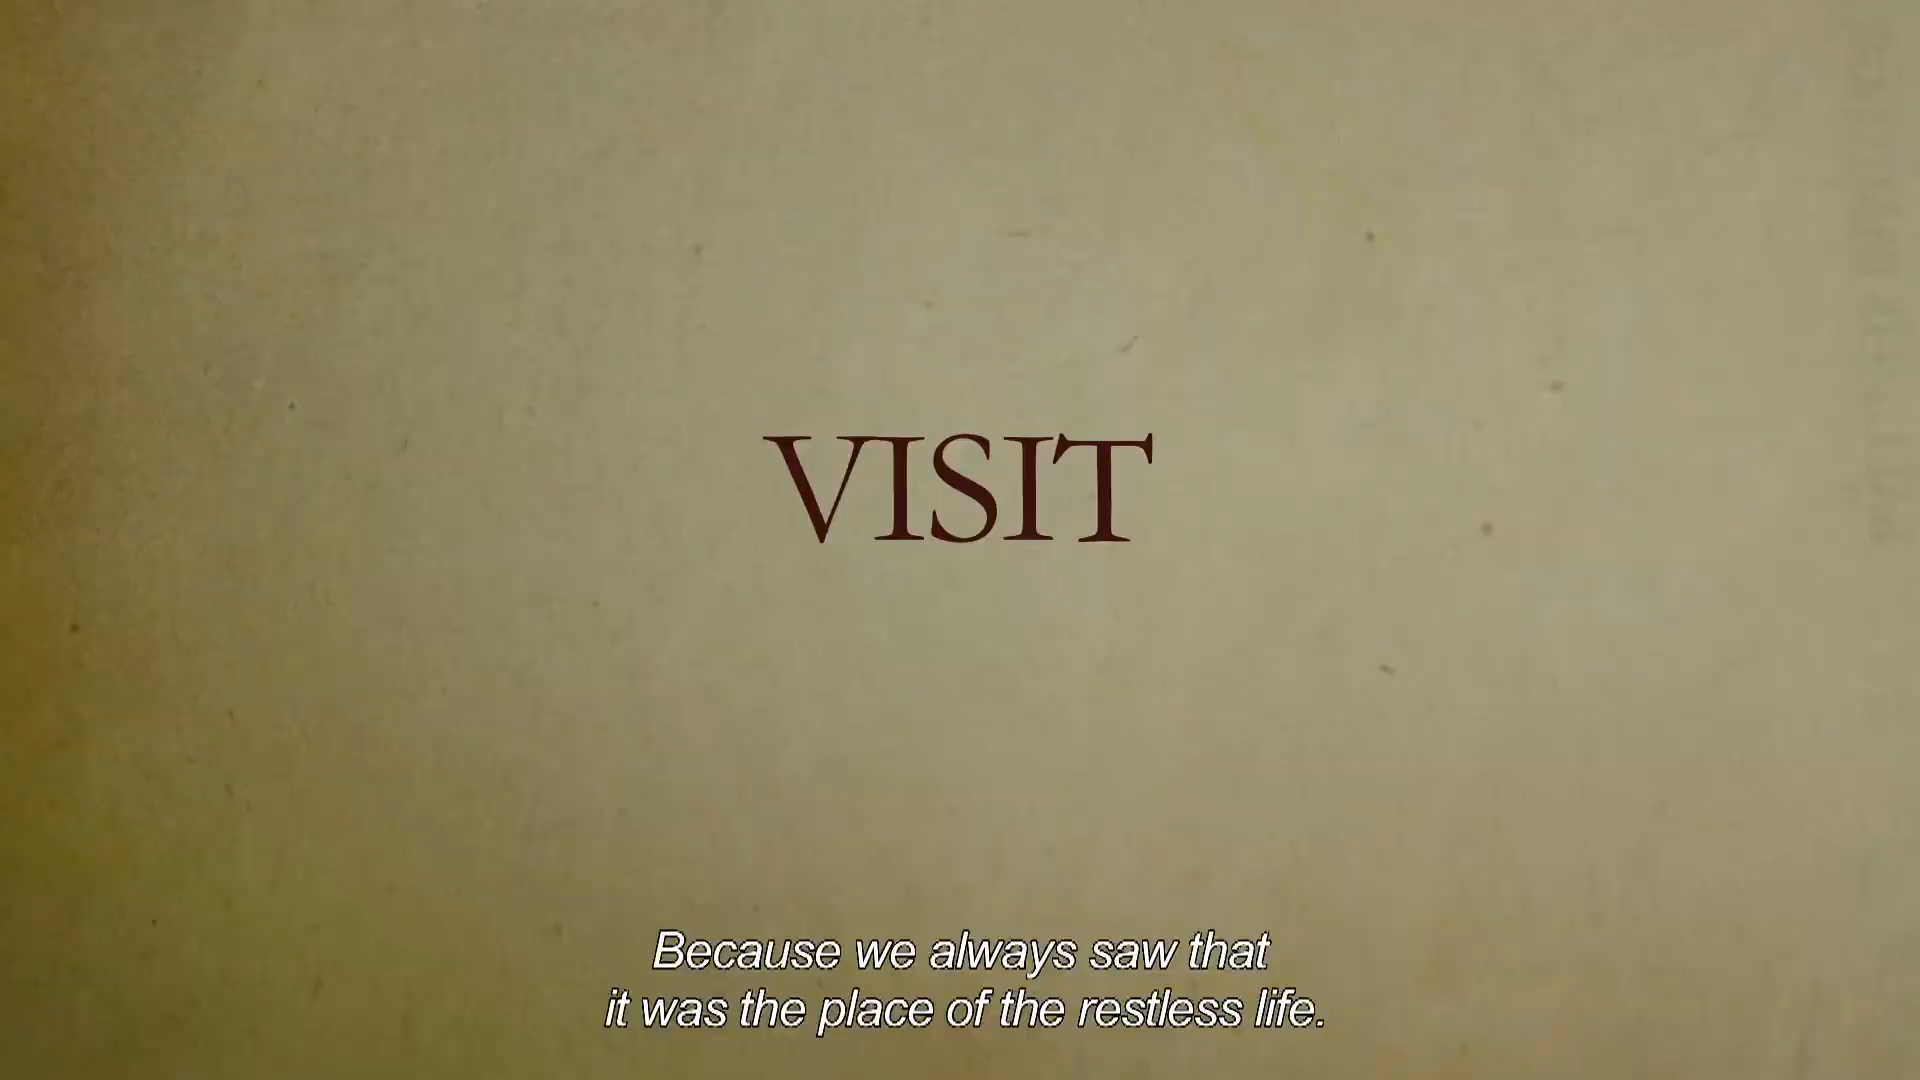 VISIT
Because we always saw that
it was the place of the restless life.